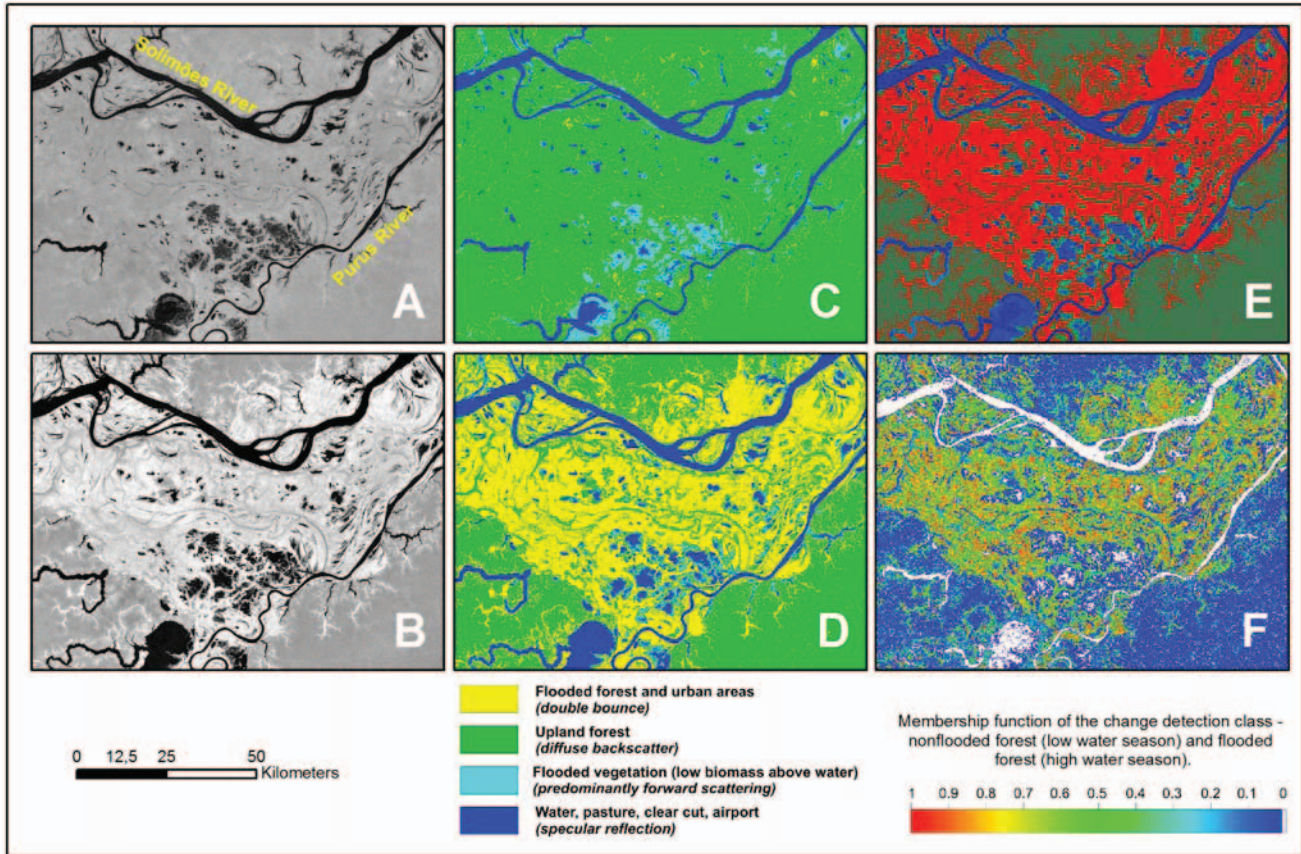 Solimões River
Purus River
A
C
E
B
D
F
Flooded forest and urban areas
(double bounce)
Upland forest
(diffuse backscatter)
Flooded vegetation (low biomass above water)
(predominantly forward scattering)
Water, pasture, clear cut, airport
(specular reflection)
0 12,5 25 50
Kilometers
Membership function of the change detection class -
nonflooded forest (low water season) and flooded
forest (high water season).
1 0.9 0.8 0.7 0.6 0.5 0.4 0.3 0.2 0.1 0